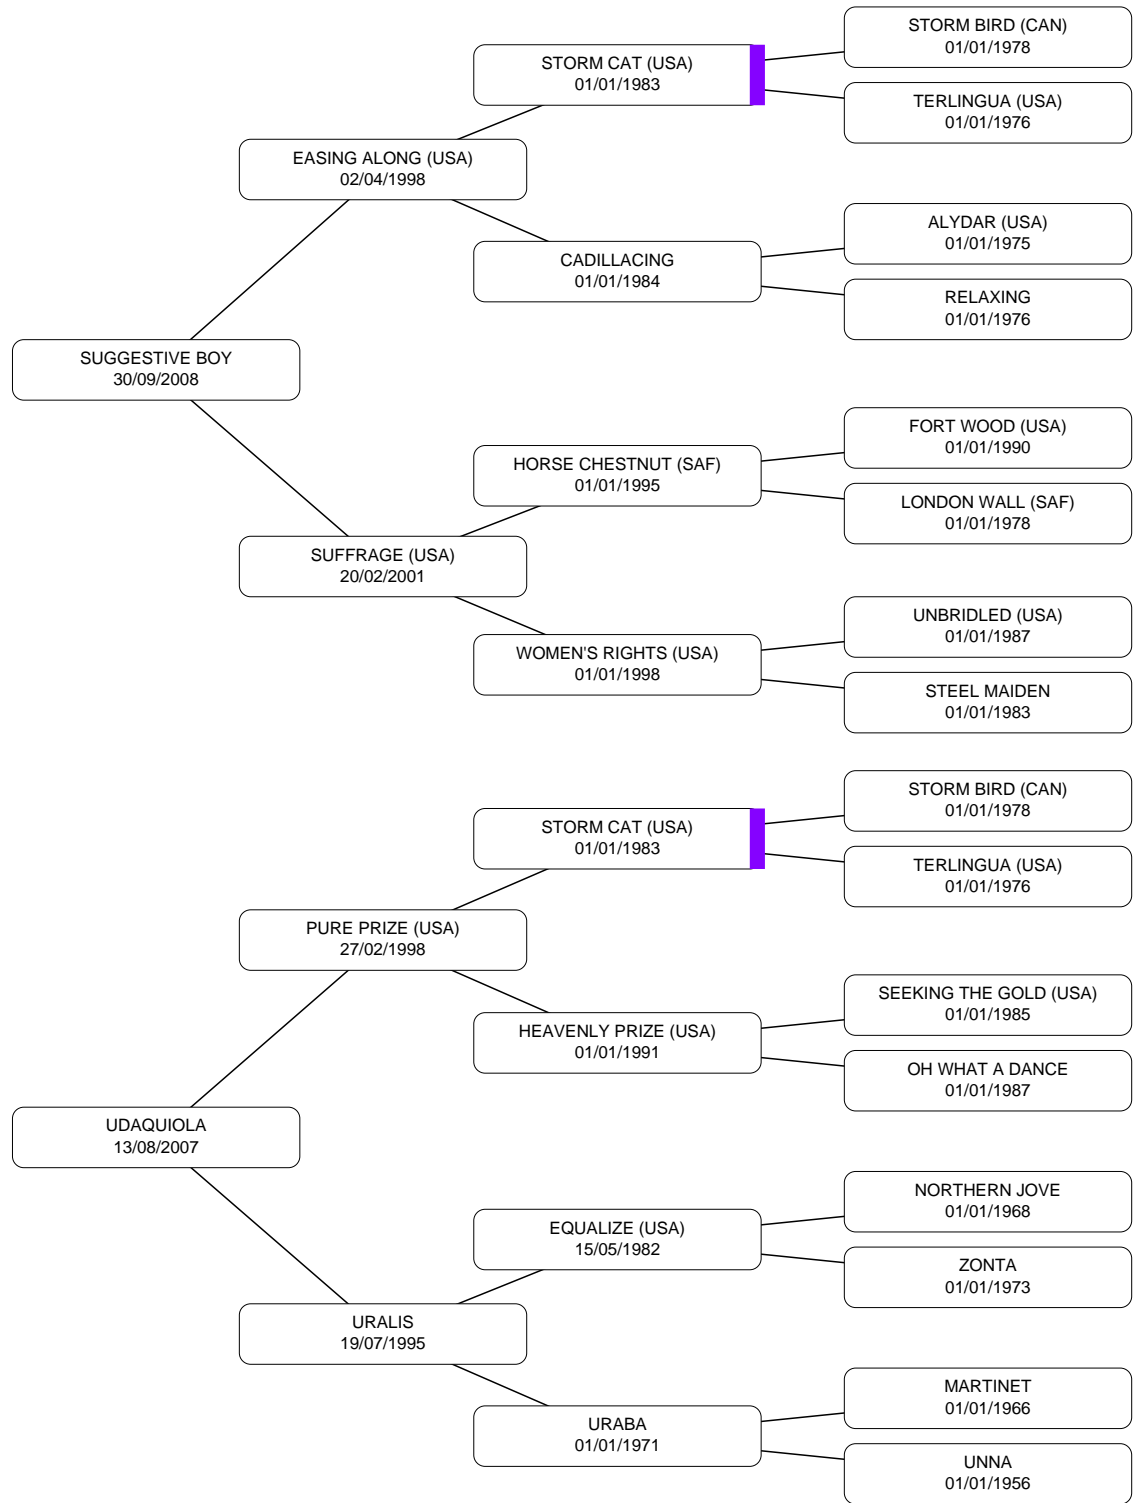 STORM BIRD (CAN)
01/01/1978
STORM CAT (USA)
01/01/1983
TERLINGUA (USA)
01/01/1976
EASING ALONG (USA)
02/04/1998
ALYDAR (USA)
01/01/1975
CADILLACING
01/01/1984
RELAXING
01/01/1976
SUGGESTIVE BOY
30/09/2008
FORT WOOD (USA)
01/01/1990
HORSE CHESTNUT (SAF)
01/01/1995
LONDON WALL (SAF)
01/01/1978
SUFFRAGE (USA)
20/02/2001
UNBRIDLED (USA)
01/01/1987
WOMEN'S RIGHTS (USA)
01/01/1998
STEEL MAIDEN
01/01/1983
STORM BIRD (CAN)
01/01/1978
STORM CAT (USA)
01/01/1983
TERLINGUA (USA)
01/01/1976
PURE PRIZE (USA)
27/02/1998
SEEKING THE GOLD (USA)
01/01/1985
HEAVENLY PRIZE (USA)
01/01/1991
OH WHAT A DANCE
01/01/1987
UDAQUIOLA
13/08/2007
NORTHERN JOVE
01/01/1968
EQUALIZE (USA)
15/05/1982
ZONTA
01/01/1973
URALIS
19/07/1995
MARTINET
01/01/1966
URABA
01/01/1971
UNNA
01/01/1956